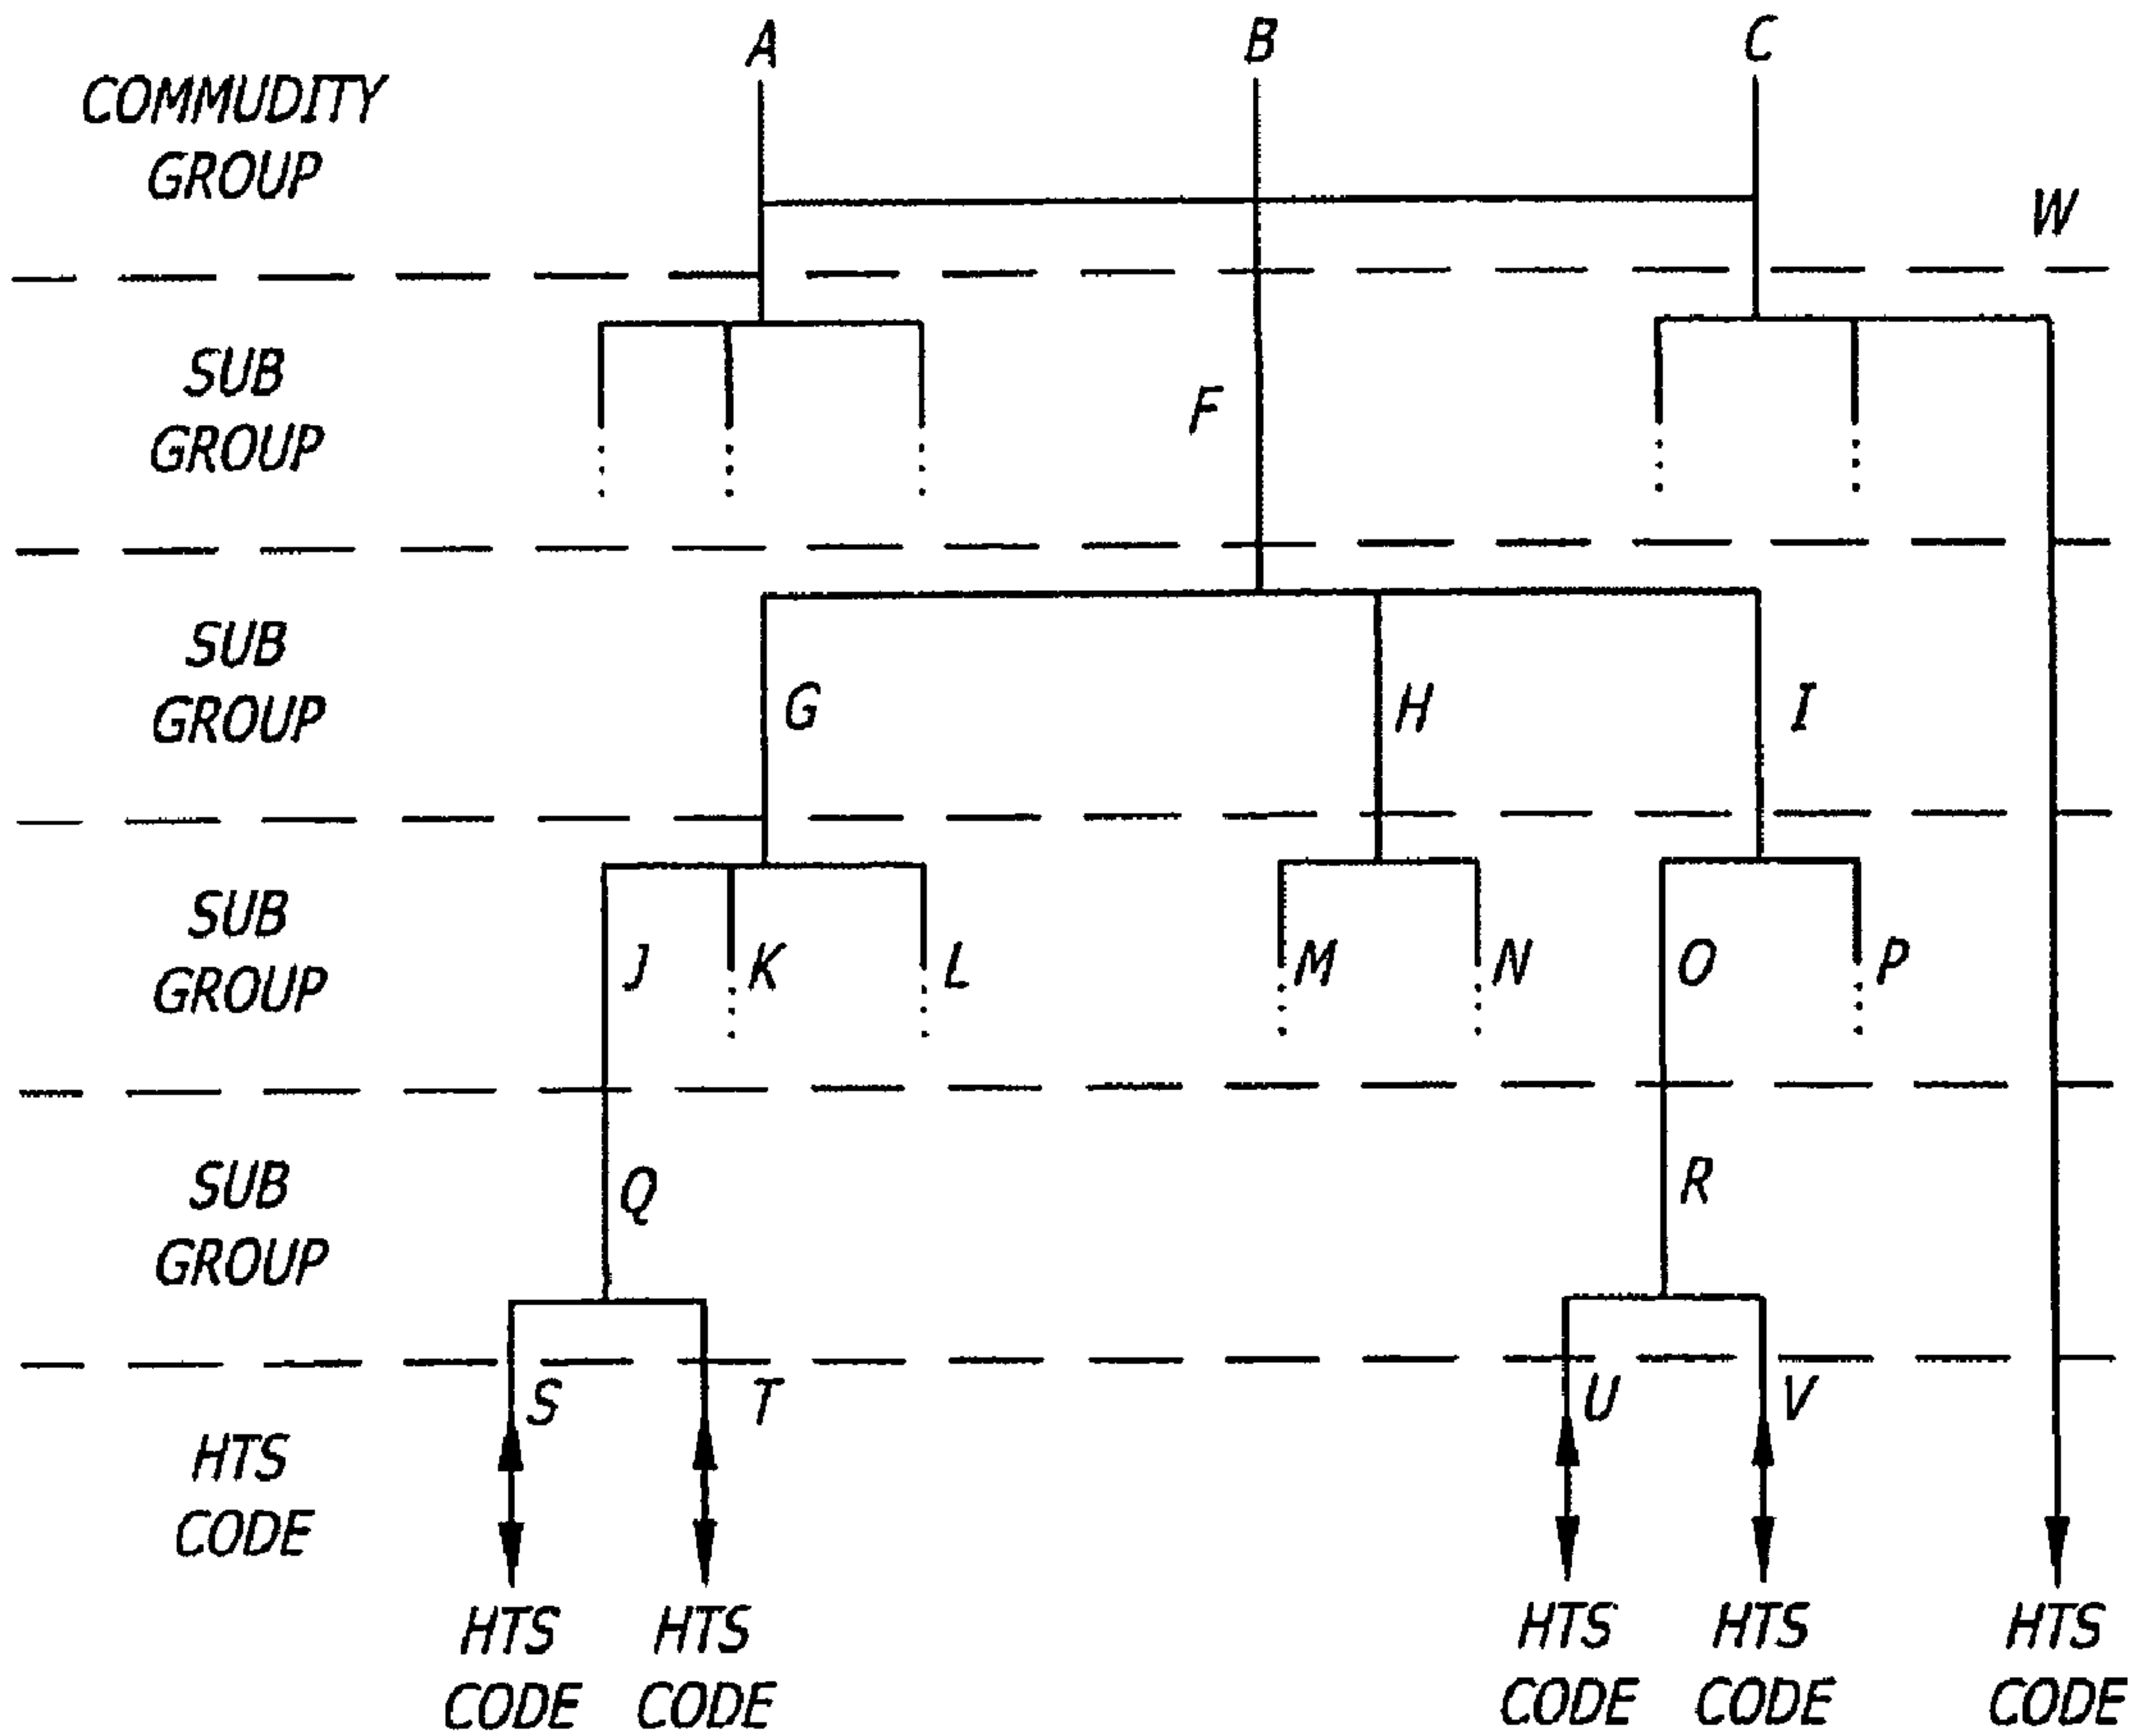 A
B
C
COMMUDITY
GROUP
W
SUB
GROUP
F
SUB
GROUP
G
H
I
SUB
GROUP
J
K
L
M
N
O
P
SUB
GROUP
Q
R
S
T
U
V
HTS
CODE
HTS
CODE
HTS
CODE
HTS
CODE
HTS
CODE
HTS
CODE